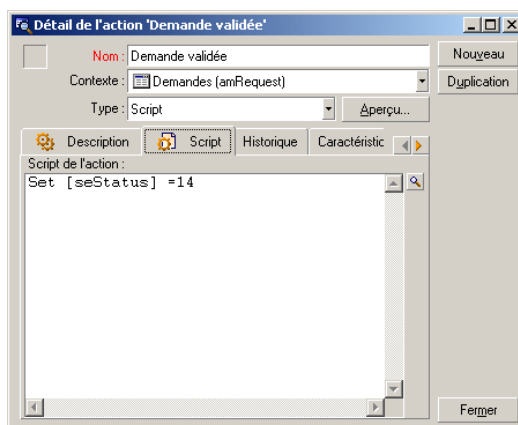 Détail de l'action 'Demande validée'
Nom : Demande validée
Nouveau
Contexte : Demandes (amRequest)
Duplication
Type : Script
Aperçu...
Description Script Historique Caractéristic
Script de l'action :
Set [seStatus] =14
Fermer